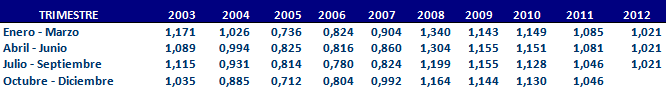 TRIMESTRE 2003 2004 2005 2006 2007 2008 2009 2010 2011 2012
Enero - Marzo 1,171 1,026 0,736 0,824 0,904 1,340 1,143 1,149 1,085 1,021
Abril - Junio 1,089 0,994 0,825 0,816 0,860 1,304 1,155 1,151 1,081 1,021
Julio - Septiembre 1,115 0,931 0,814 0,780 0,824 1,199 1,155 1,128 1,046 1,021
Octubre - Diciembre 1,035 0,885 0,712 0,804 0,992 1,164 1,144 1,130 1,046